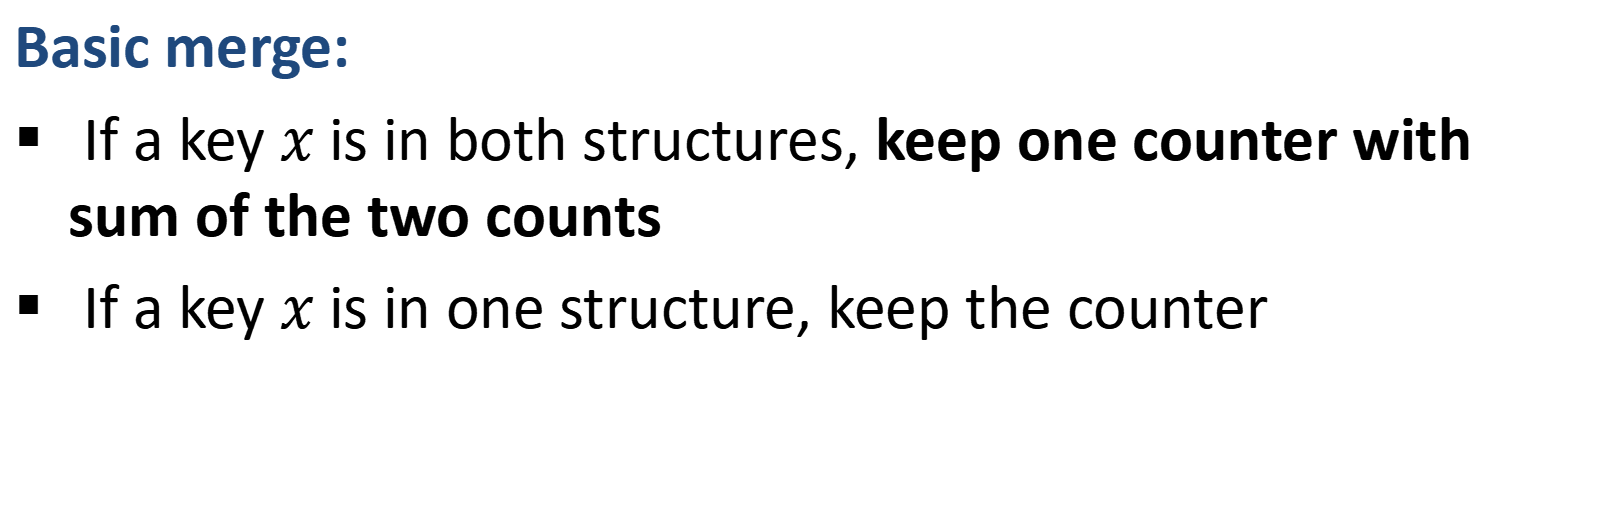 Basic merge:
▪ If a key 𝑥 is in both structures, keep one counter with
sum of the two counts
▪ If a key 𝑥 is in one structure, keep the counter